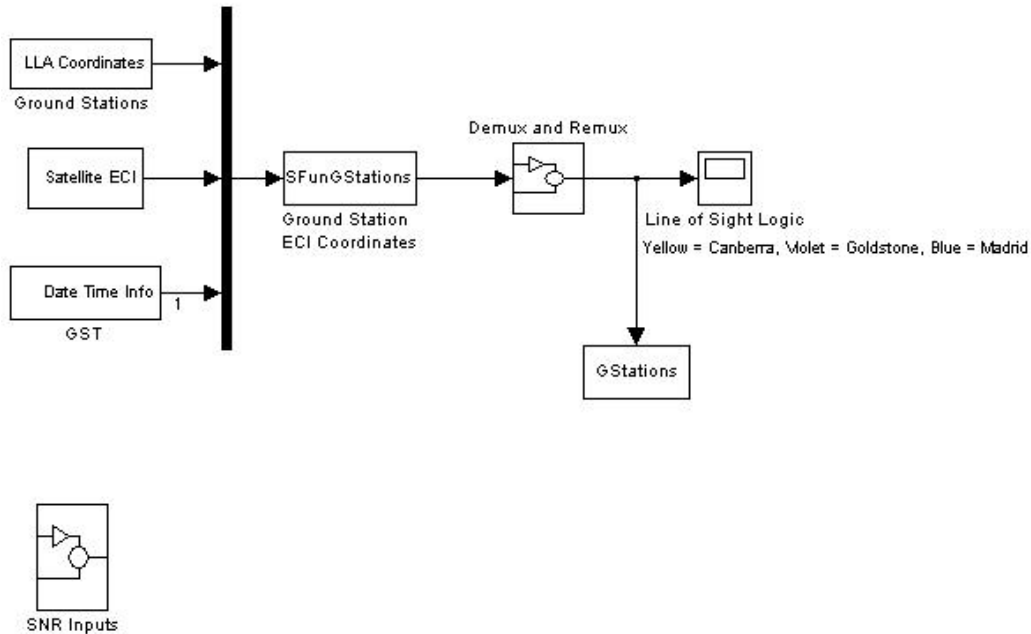 LLA Coordinates
Ground Stations
Satellite ECI
Date Time Info
1
GST
SFunGStations
Ground Station
ECI Coordinates
Demux and Remux
Line of Sight Logic
Yellow = Canberra, Violet = Goldstone, Blue = Madrid
GStations
SNR Inputs